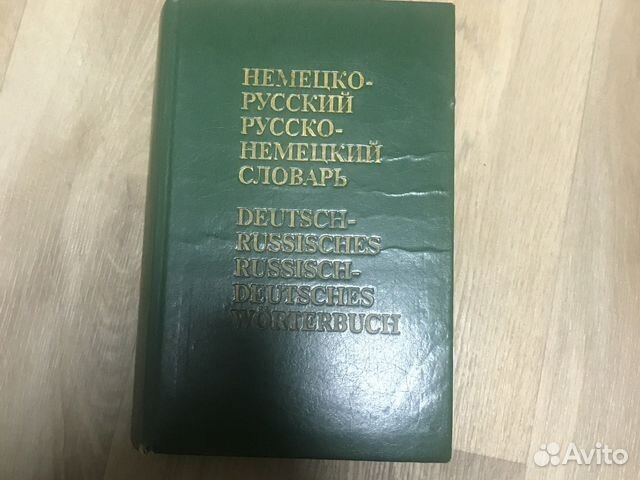 НЕМЕЦКО-
РУССКИЙ
РУССКО-
НЕМЕЦКИЙ
СЛОВАРЬ
DEUTSCH-
RUSSISCHES
RUSSISCH-
DEUTSCHES
WÖRTERBUCH
Avito